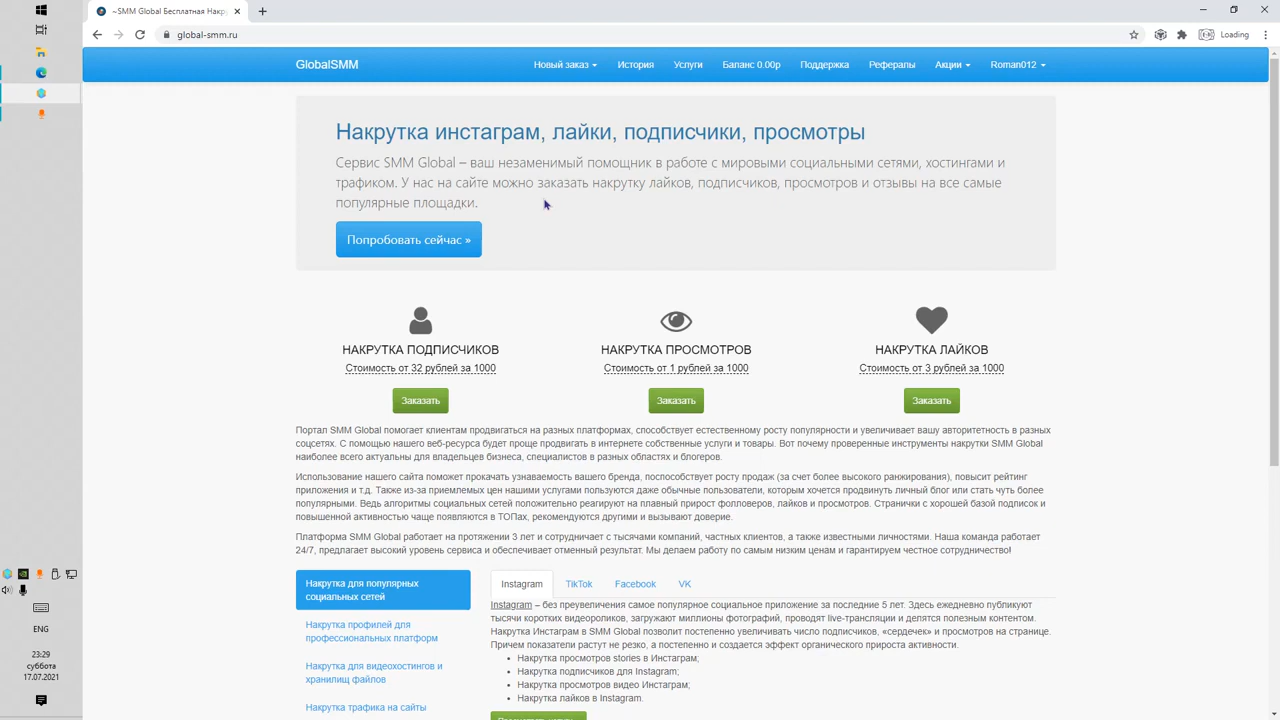 ~SMM Global Бесплатная Накру
global-smm.ru
Loading
GlobalSMM
Новый заказ
История
Услуги
Баланс 0.00р
Поддержка
Рефералы
Акции
Roman012
Накрутка инстаграм, лайки, подписчики, просмотры
Сервис SMM Global – ваш незаменимый помощник в работе с мировыми социальными сетями, хостингами и
трафиком. У нас на сайте можно заказать накрутку лайков, подписчиков, просмотров и отзывы на все самые
популярные площадки.
Попробовать сейчас »
НАКРУТКА ПОДПИСЧИКОВ
Стоимость от 32 рублей за 1000
Заказать
НАКРУТКА ПРОСМОТРОВ
Стоимость от 1 рублей за 1000
Заказать
НАКРУТКА ЛАЙКОВ
Стоимость от 3 рублей за 1000
Заказать
Портал SMM Global помогает клиентам продвигаться на разных платформах, способствует естественному росту популярности и увеличивает вашу авторитетность в разных
соцсетях. С помощью нашего веб-ресурса будет проще продвигать в интернете собственные услуги и товары. Вот почему проверенные инструменты накрутки SMM Global
наиболее всего актуальны для владельцев бизнеса, специалистов в разных областях и блогеров.
Использование нашего сайта поможет прокачать узнаваемость вашего бренда, поспособствует росту продаж (за счет более высокого ранжирования), повысит рейтинг
приложения и т.д. Также из-за приемлемых цен нашими услугами пользуются даже обычные пользователи, которым хочется продвинуть личный блог или стать чуть более
популярными. Ведь алгоритмы социальных сетей положительно реагируют на плавный прирост фолловеров, лайков и просмотров. Странички с хорошей базой подписок и
повышенной активностью чаще появляются в ТОПах, рекомендуются другими и вызывают доверие.
Платформа SMM Global работает на протяжении 3 лет и сотрудничает с тысячами компаний, частных клиентов, а также известными личностями. Наша команда работает
24/7, предлагает высокий уровень сервиса и обеспечивает отменный результат. Мы делаем работу по самым низким ценам и гарантируем честное сотрудничество!
Накрутка для популярных
социальных сетей
Накрутка профилей для
профессиональных платформ
Накрутка для видеохостингов и
хранилищ файлов
Накрутка трафика на сайты
Instagram
TikTok
Facebook
VK
Instagram – без преувеличения самое популярное социальное приложение за последние 5 лет. Здесь ежедневно публикуют
тысячи коротких видеороликов, загружают миллионы фотографий, проводят live-трансляции и делятся полезным контентом.
Накрутка Инстаграм в SMM Global позволит постепенно увеличивать число подписчиков, «сердечек» и просмотров на странице.
Причем показатели растут не резко, а постепенно и создается эффект органического прироста активности.
Накрутка просмотров stories в Инстаграм;
Накрутка подписчиков для Instagram;
Накрутка просмотров видео Инстаграм;
Накрутка лайков в Instagram.
ENG
23:29
суббота
17.07.2021